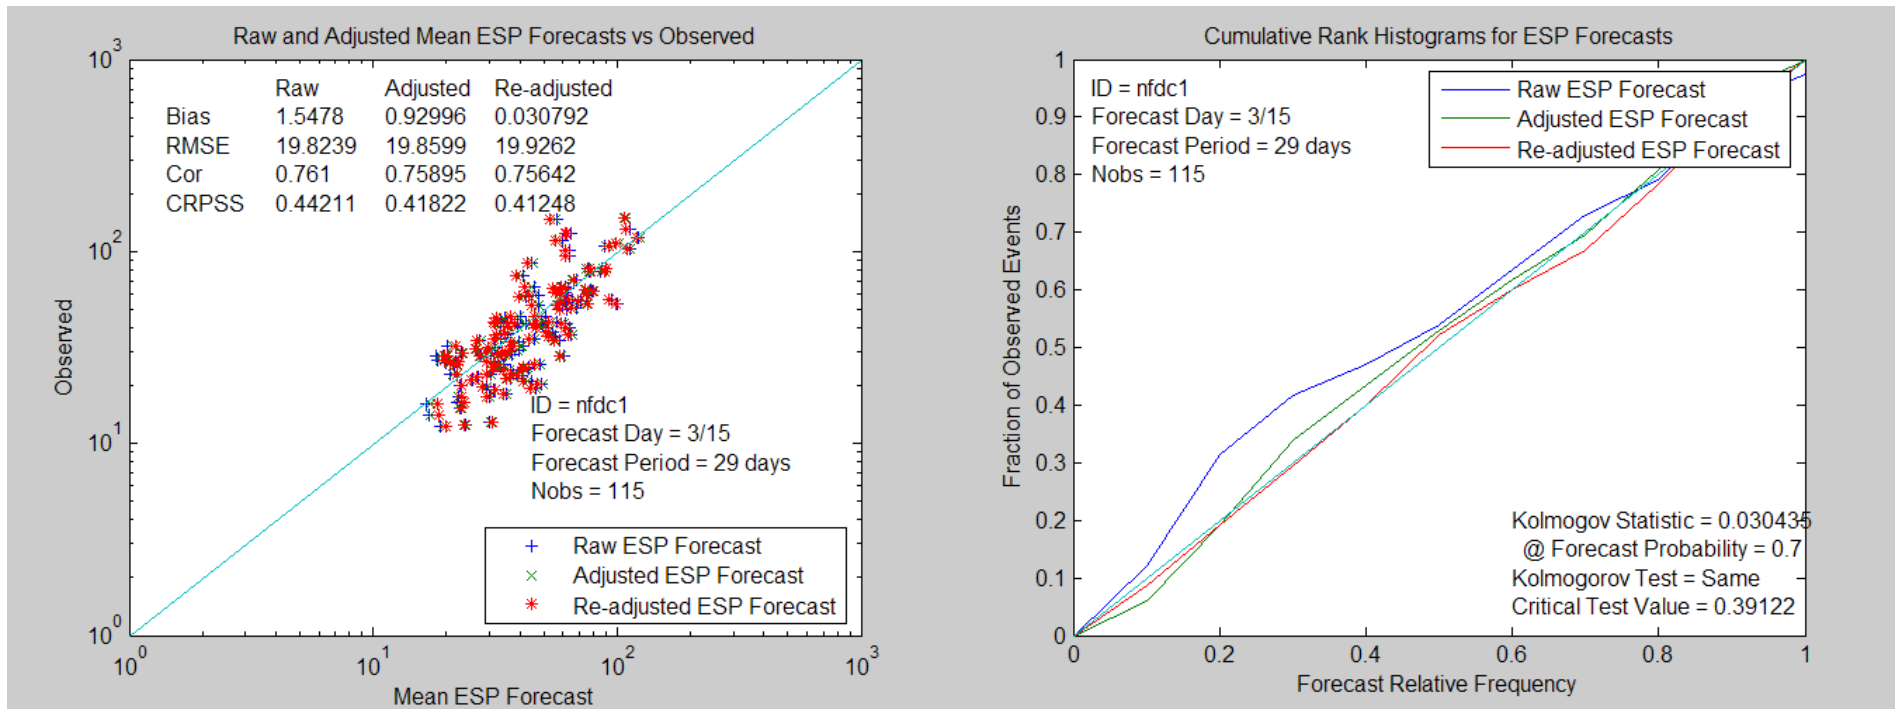 Raw and Adjusted Mean ESP Forecasts vs Observed
10^3
10^2
10^1
10^0
Observed
Raw Adjusted Re-adjusted
Bias 1.5478 0.92996 0.030792
RMSE 19.8239 19.8599 19.9262
Cor 0.761 0.75895 0.75642
CRPSS 0.44211 0.41822 0.41248
ID = nfdc1
Forecast Day = 3/15
Forecast Period = 29 days
Nobs = 115
Raw ESP Forecast
Adjusted ESP Forecast
Re-adjusted ESP Forecast
10^0 10^1 10^2 10^3
Mean ESP Forecast
Cumulative Rank Histograms for ESP Forecasts
1
0.9
0.8
0.7
0.6
0.5
0.4
0.3
0.2
0.1
0
Fraction of Observed Events
ID = nfdc1
Forecast Day = 3/15
Forecast Period = 29 days
Nobs = 115
Raw ESP Forecast
Adjusted ESP Forecast
Re-adjusted ESP Forecast
Kolmogov Statistic = 0.030435
@ Forecast Probability = 0.7
Kolmogorov Test = Same
Critical Test Value = 0.39122
0 0.2 0.4 0.6 0.8 1
Forecast Relative Frequency